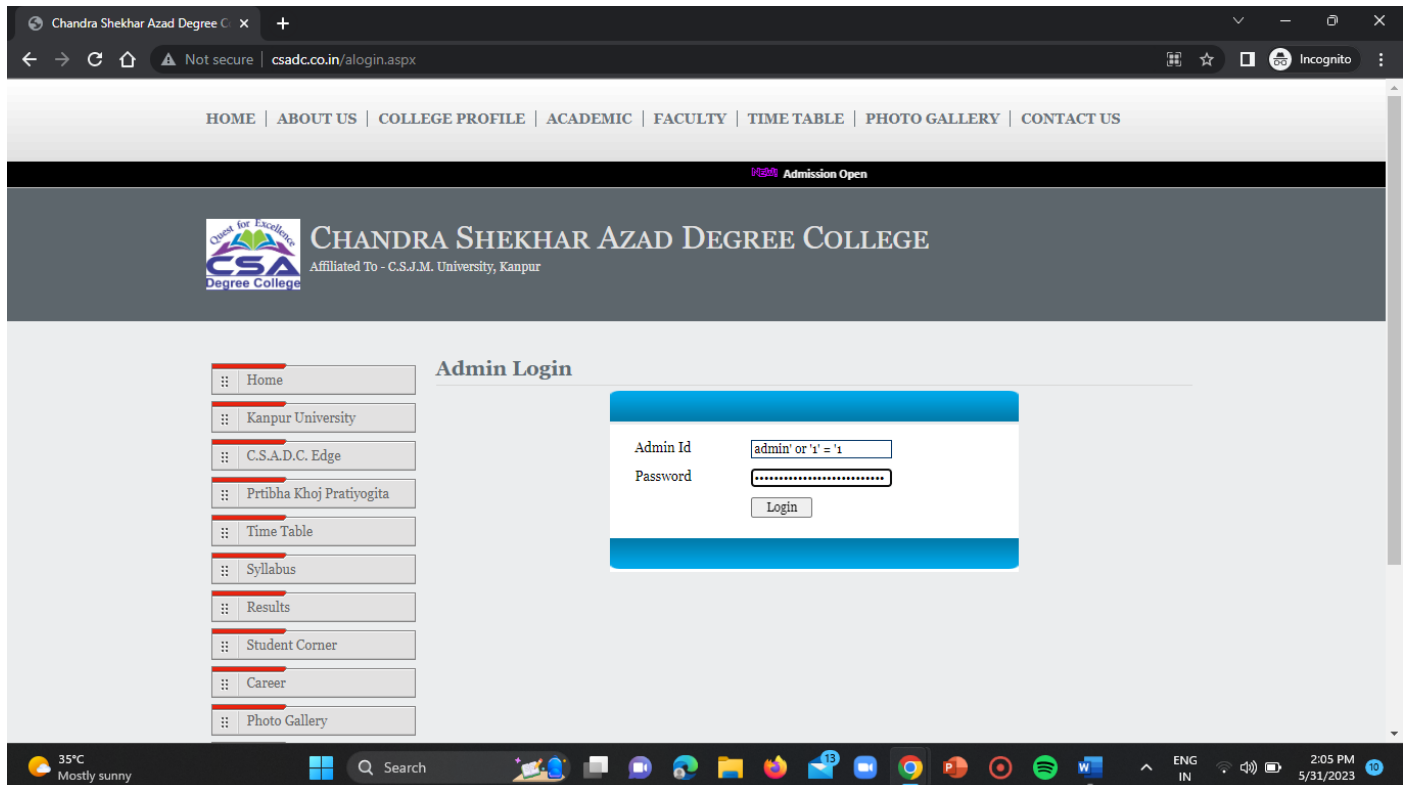 Chandra Shekhar Azad Degree C
Not secure | csadc.co.in/alogin.aspx
Incognito
HOME | ABOUT US | COLLEGE PROFILE | ACADEMIC | FACULTY | TIME TABLE | PHOTO GALLERY | CONTACT US
NEW Admission Open
Quest for Excellence
CSA
Degree College
CHANDRA SHEKHAR AZAD DEGREE COLLEGE
Affiliated To - C.S.J.M. University, Kanpur
Home
Kanpur University
C.S.A.D.C. Edge
Prtibha Khoj Pratiyogita
Time Table
Syllabus
Results
Student Corner
Career
Photo Gallery
Admin Login
Admin Id
admin' or '1' = '1
Password
Login
35°C
Mostly sunny
Search
13
ENG
IN
2:05 PM
5/31/2023
10